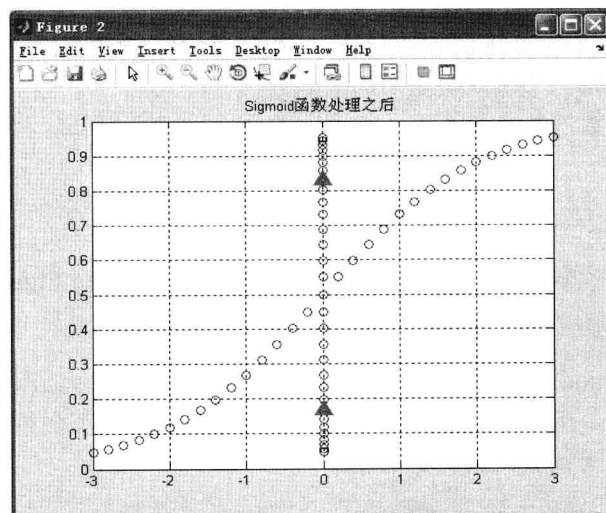 Figure 2
File Edit View Insert Tools Desktop Window Help
Sigmoid函数处理之后
1
0.9
0.8
0.7
0.6
0.5
0.4
0.3
0.2
0.1
0
-3 -2 -1 0 1 2 3